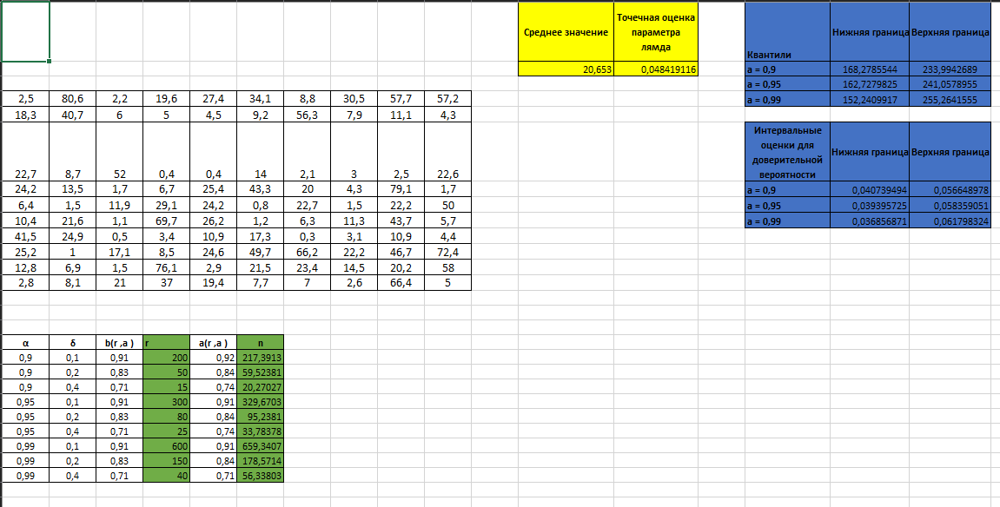 Среднее значение Точечная оценка параметра лямда
20,653 0,048419116
Квантили Нижняя граница Верхняя граница
a = 0,9 168,2785544 233,9942689
a = 0,95 162,7279825 241,0578955
a = 0,99 152,2409917 255,2641555
2,5 80,6 2,2 19,6 27,4 34,1 8,8 30,5 57,7 57,2
18,3 40,7 6 5 4,5 9,2 56,3 7,9 11,1 4,3
22,7 8,7 52 0,4 0,4 14 2,1 3 2,5 22,6
24,2 13,5 1,7 6,7 25,4 43,3 20 4,3 79,1 1,7
6,4 1,5 11,9 29,1 24,2 0,8 22,7 1,5 22,2 50
10,4 21,6 1,1 69,7 26,2 1,2 6,3 11,3 43,7 5,7
41,5 24,9 0,5 3,4 10,9 17,3 0,3 3,1 10,9 4,4
25,2 1 17,1 8,5 24,6 49,7 66,2 22,2 46,7 72,4
12,8 6,9 1,5 76,1 2,9 21,5 23,4 14,5 20,2 58
2,8 8,1 21 37 19,4 7,7 7 2,6 66,4 5
Интервальные оценки для доверительной вероятности Нижняя граница Верхняя граница
a = 0,9 0,040739494 0,056648978
a = 0,95 0,039395725 0,058359051
a = 0,99 0,036856871 0,061798324
α δ b(r ,a ) r a(r ,a ) n
0,9 0,1 0,91 200 0,92 217,3913
0,9 0,2 0,83 50 0,84 59,52381
0,9 0,4 0,71 15 0,74 20,27027
0,95 0,1 0,91 300 0,91 329,6703
0,95 0,2 0,83 80 0,84 95,2381
0,95 0,4 0,71 25 0,74 33,78378
0,99 0,1 0,91 600 0,91 659,3407
0,99 0,2 0,83 150 0,84 178,5714
0,99 0,4 0,71 40 0,71 56,33803